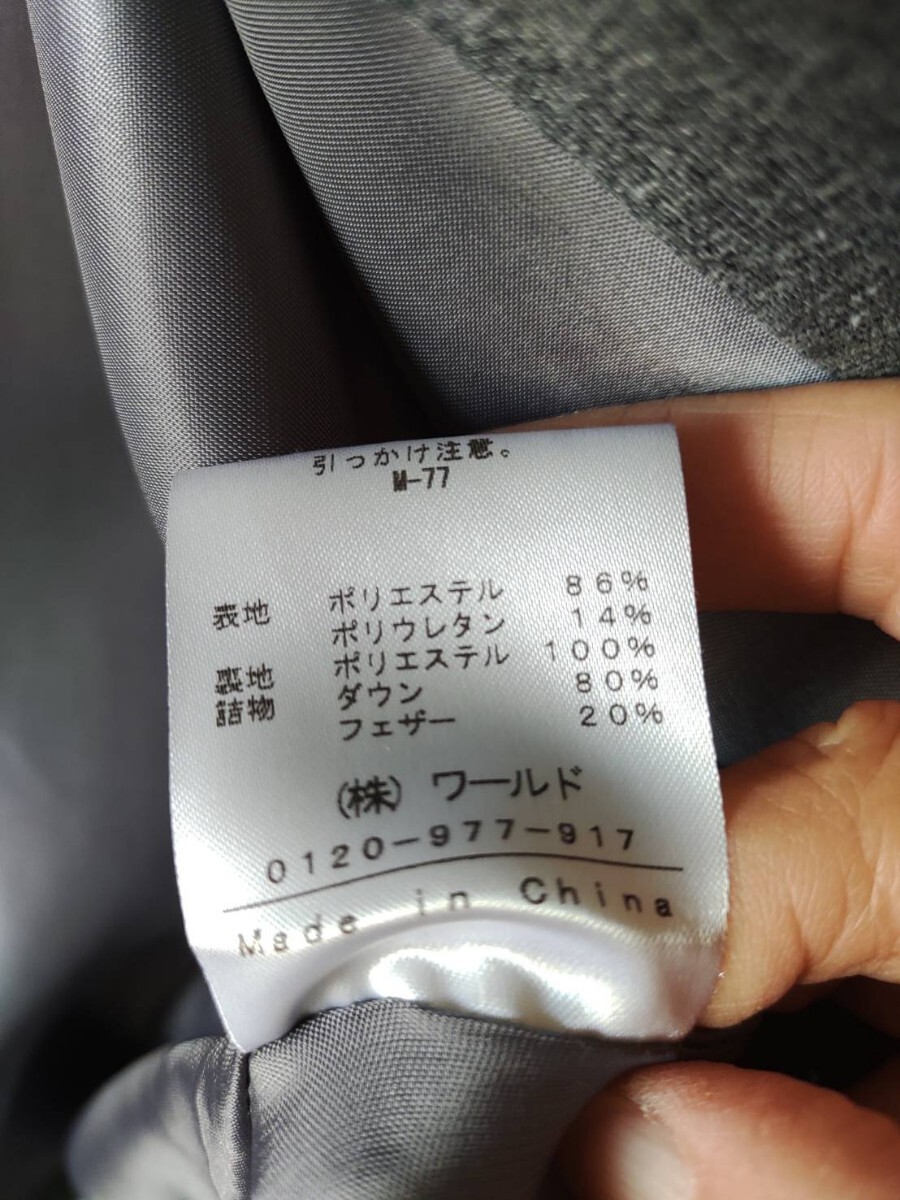 引っかけ注意。
M-77
表地 ポリエステル 86%
ポリウレタン 14%
裏地 ポリエステル 100%
詰物 ダウン 80%
フェザー 20%
(株) ワールド
0120-977-917
Made in China